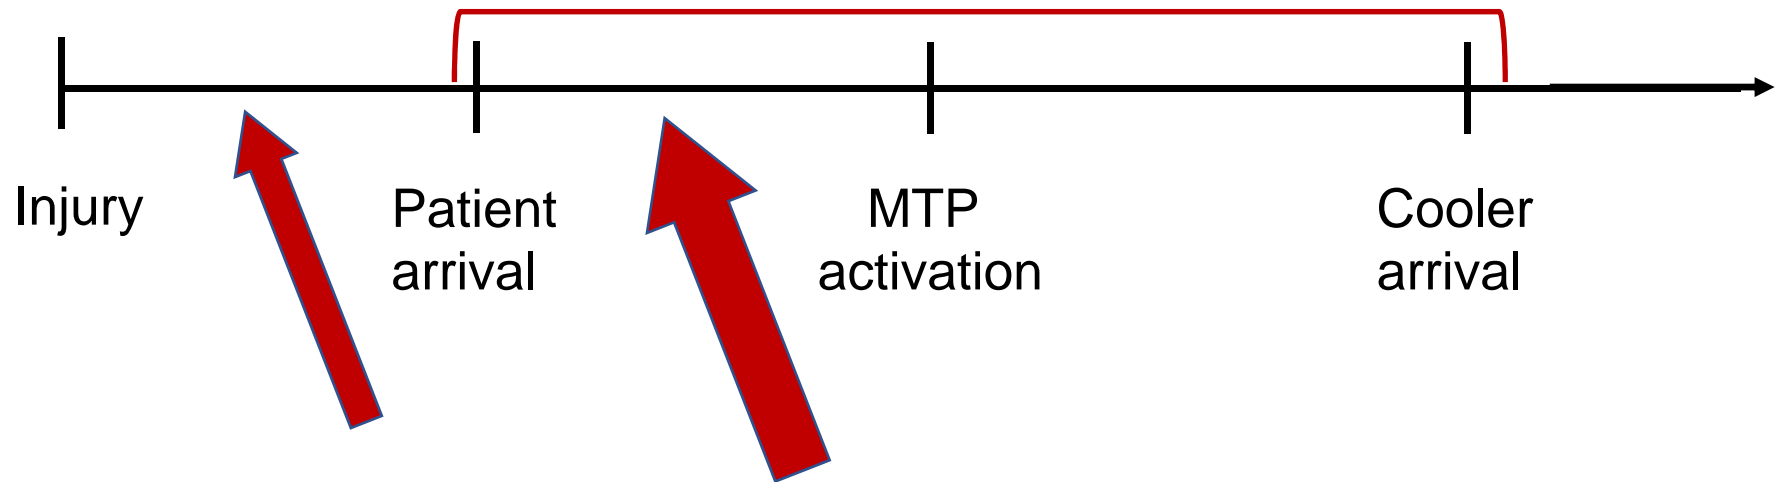 Injury
Patient
arrival
MTP
activation
Cooler
arrival